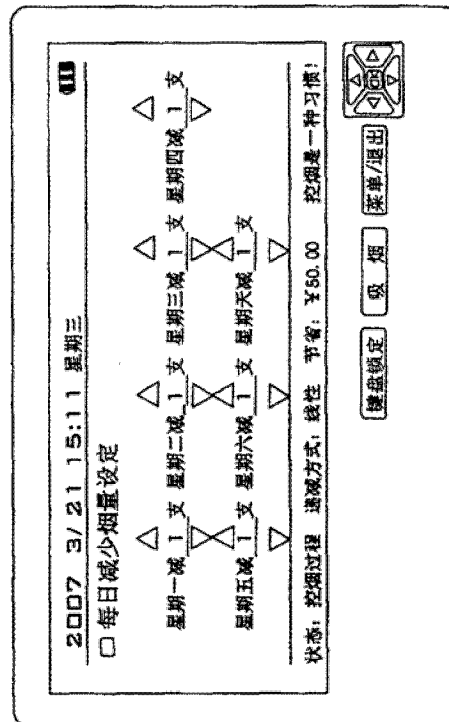 2007 3/21 15:11 星期三
每日减少烟量设定
星期一减 1 支 星期二减 1 支 星期三减 1 支 星期四减 1 支
星期五减 1 支 星期六减 1 支 星期天减 1 支
状态: 控烟过程 递减方式: 线性 节省: ¥50.00 控烟是一种习惯!
键盘锁定 吸烟 菜单/退出 OK